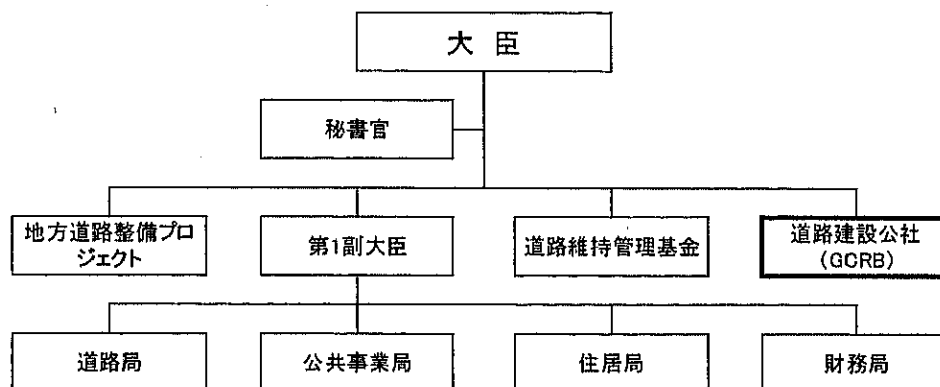 大 臣
秘書官
地方道路整備プロ
ジェクト
第1副大臣
道路維持管理基金
道路建設公社
(GCRB)
道路局
公共事業局
住居局
財務局